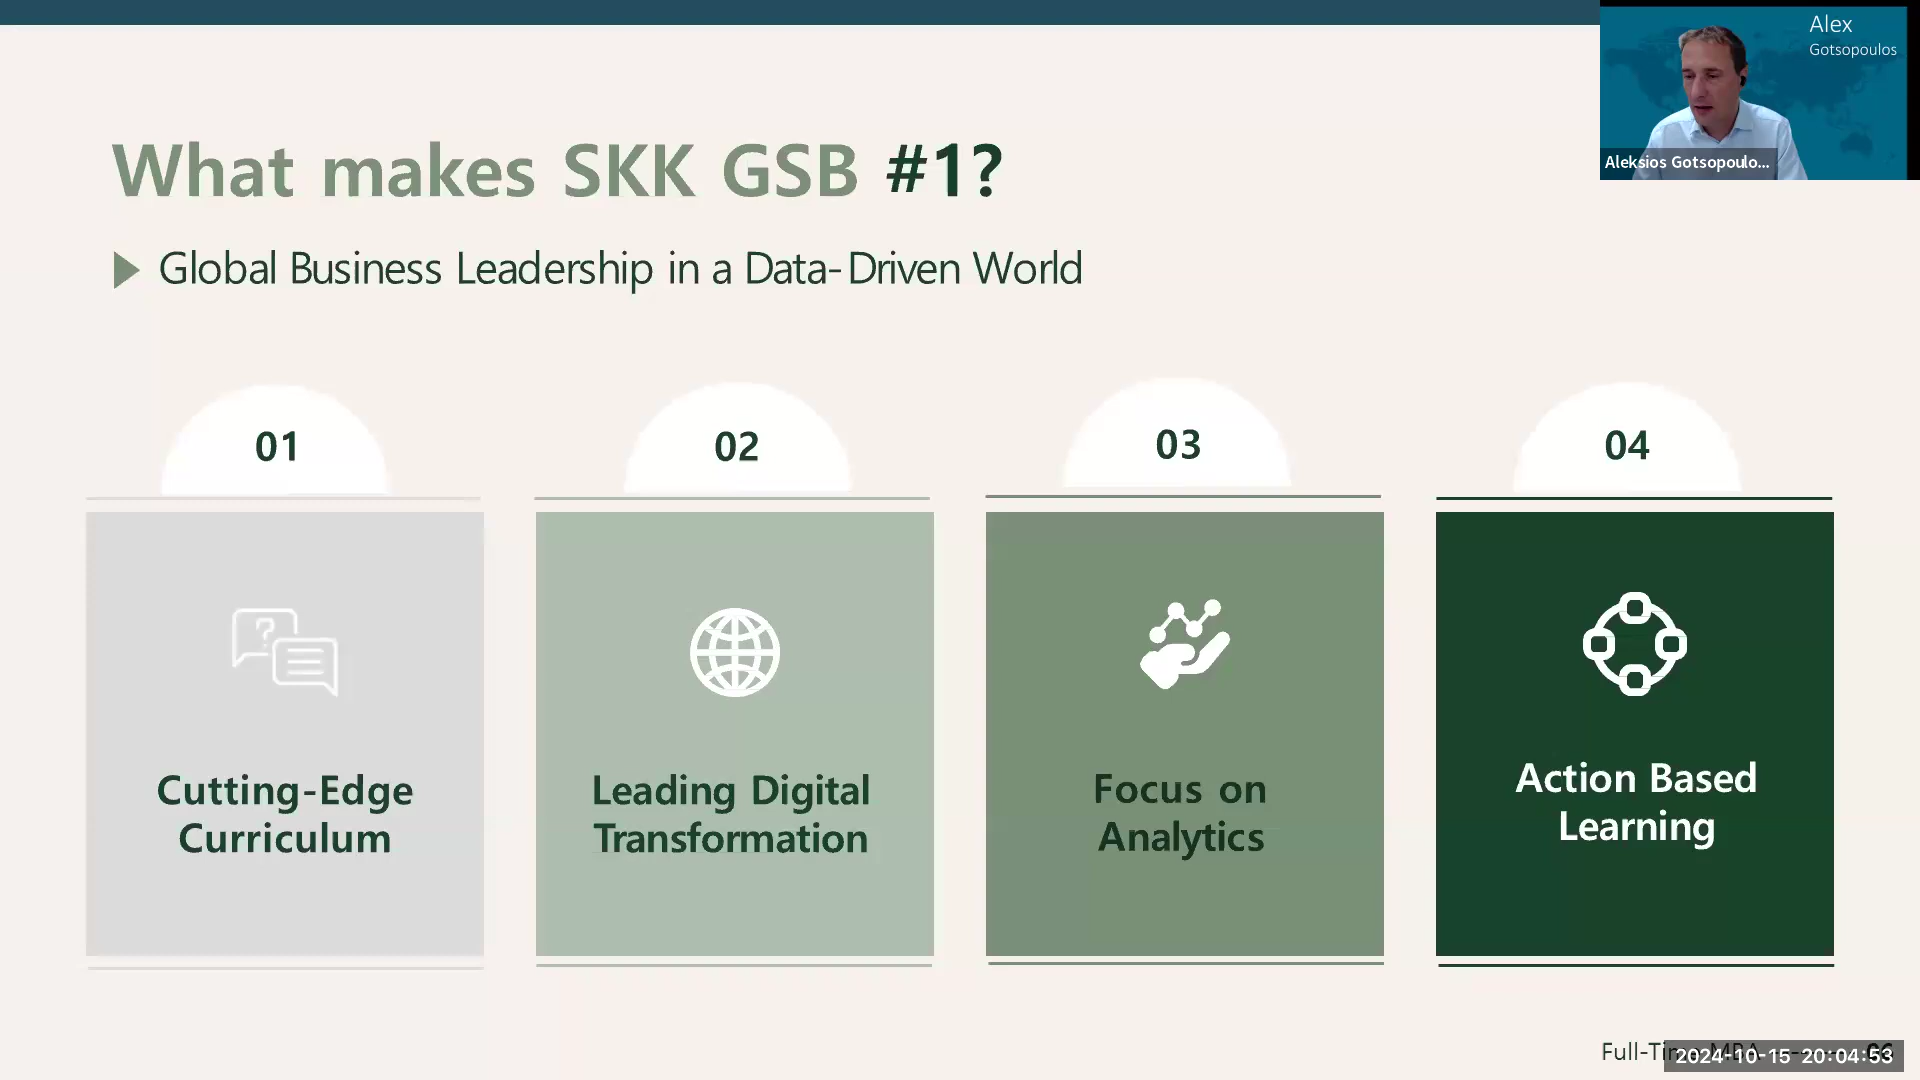 Alex
Gotsopoulos
Aleksios Gotsopoulo...
What makes SKK GSB #1?
Global Business Leadership in a Data-Driven World
01
02
03
04
?
Cutting-Edge
Curriculum
Leading Digital
Transformation
Focus on
Analytics
Action Based
Learning
Full-Time MBA
2024-10-15 20:04:53